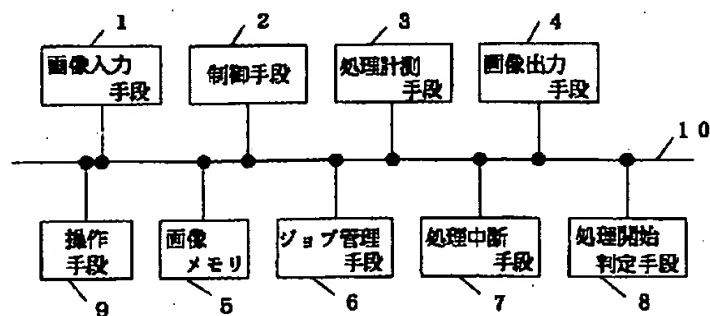 1
2
3
4
画像入力
手段
制御手段
処理計測
手段
画像出力
手段
10
操作
手段
画像
メモリ
ジョブ管理
手段
処理中断
手段
処理開始
判定手段
9
5
6
7
8